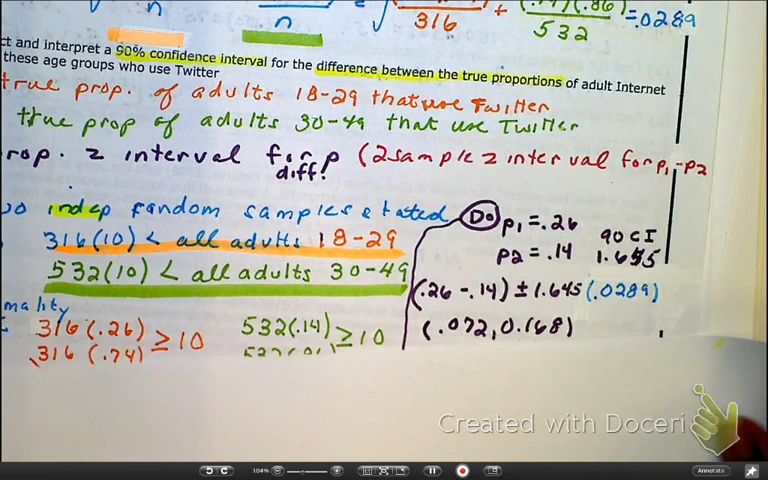 n
n
316
+
532
=.0289
ct and interpret a 90% confidence interval for the difference between the true proportions of adult Internet
these age groups who use Twitter
true prop. of adults 18-29 that use Twitter
true prop of adults 30-49 that use Twitter
rop. z interval for p (2 sample z interval for p1-p2
diff!
indep random samples stated
316(10) < all adults 18-29
532(10) < all adults 30-49
mality
316 (.26) ≥ 10
316 (.74)
532(.14) ≥ 10
Do
p1 = .26
p2 = .14
90 CI
1.645
(.26 - .14) ± 1.645 (.0289)
(.072, 0.168)
Created with Doceri
104%
Annotate